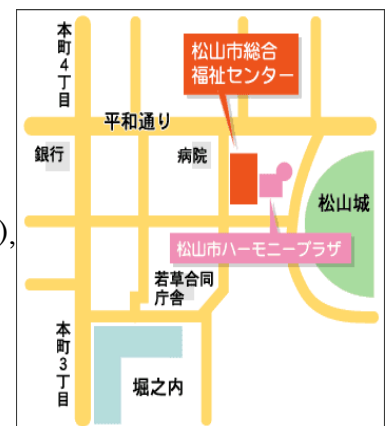 本町4丁目
松山市総合
福祉センター
平和通り
銀行
病院
松山城
),
松山市ハーモニープラザ
若草合同
庁舎
本町3丁目
堀之内